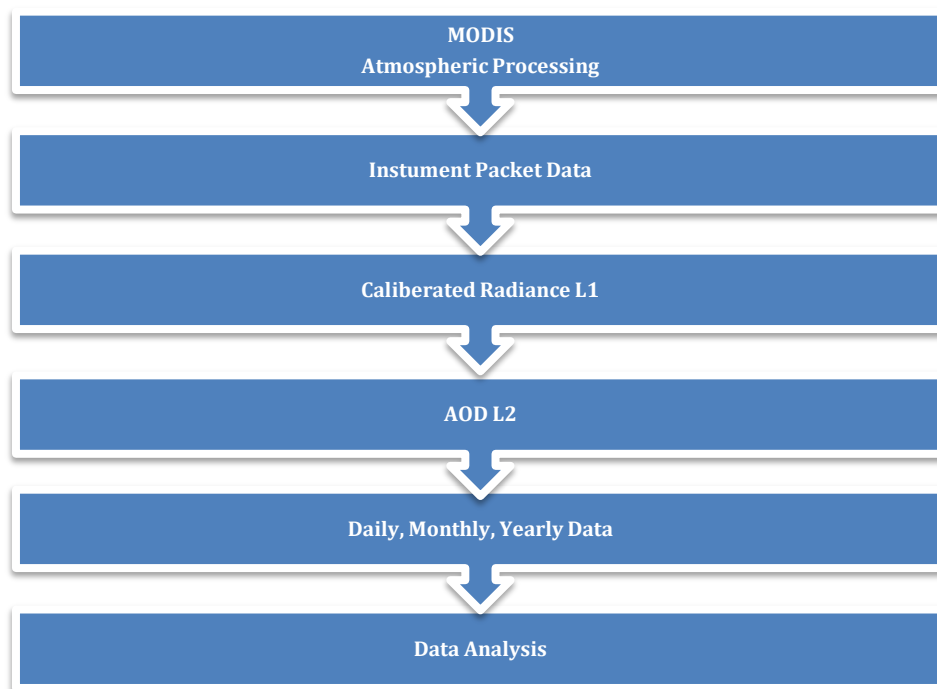 MODIS
Atmospheric Processing
Instument Packet Data
Caliberated Radiance L1
AOD L2
Daily, Monthly, Yearly Data
Data Analysis